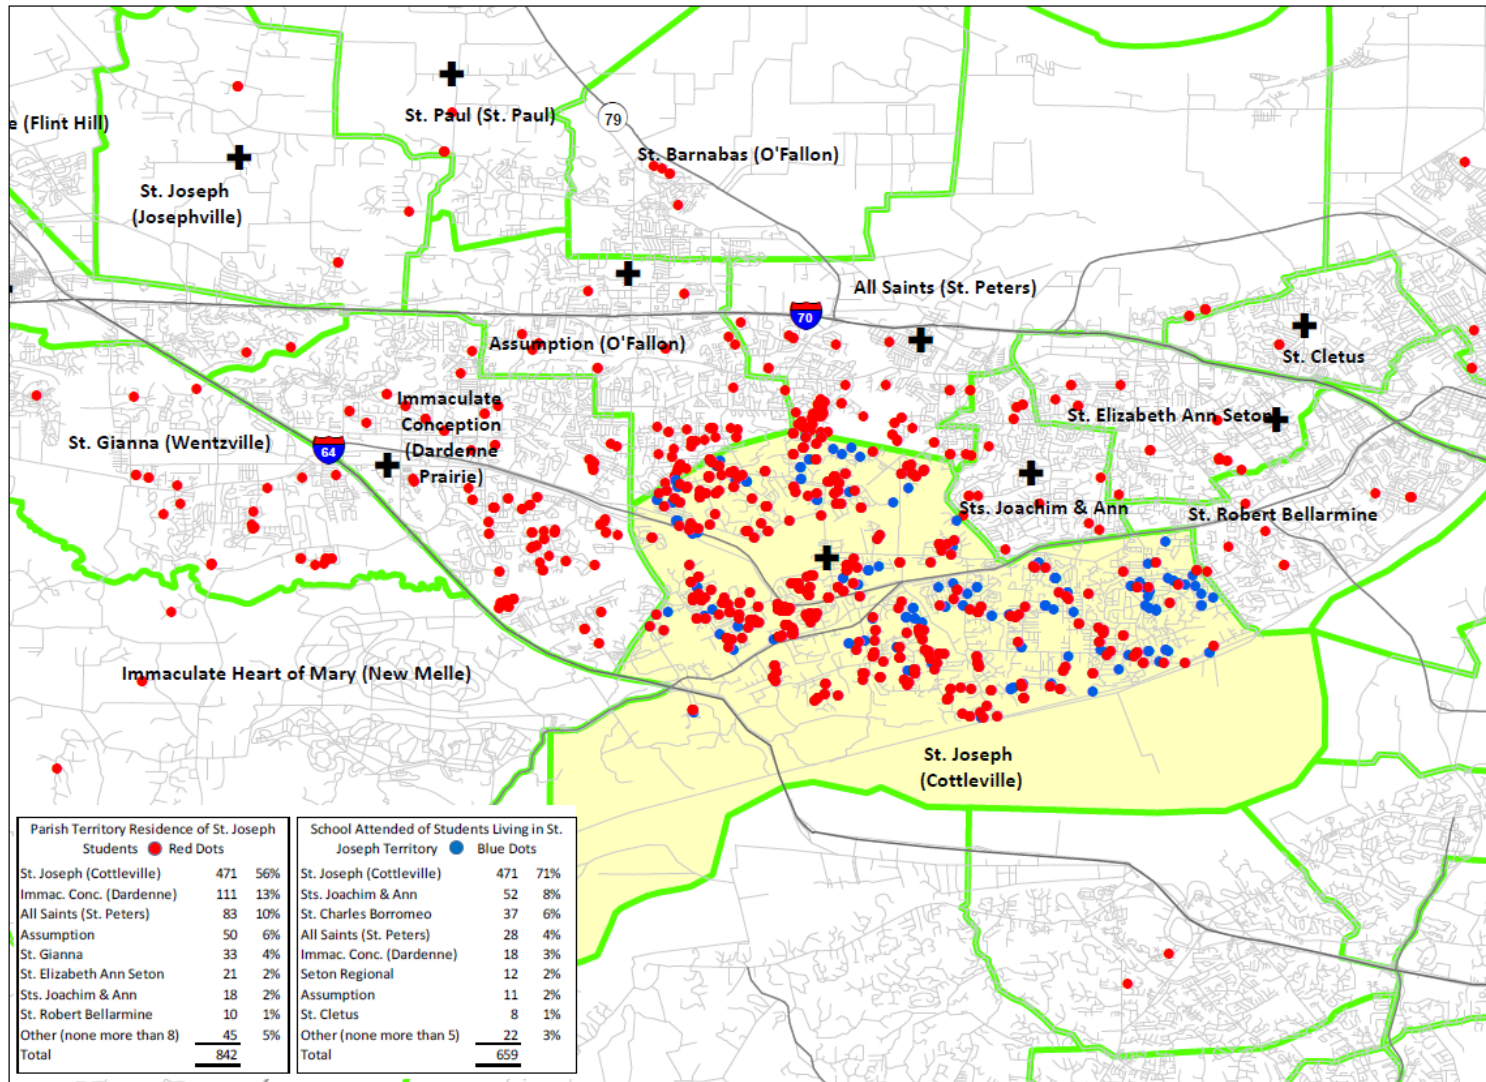 79
St. Paul (St. Paul)
e (Flint Hill)
St. Barnabas (O'Fallon)
St. Joseph
(Josephville)
All Saints (St. Peters)
70
Assumption (O'Fallon)
St. Cletus
Immaculate
Conception
(Dardenne
Prairie)
St. Elizabeth Ann Seton
St. Gianna (Wentzville)
64
Sts. Joachim & Ann
St. Robert Bellarmine
Immaculate Heart of Mary (New Melle)
St. Joseph
(Cottleville)
Parish Territory Residence of St. Joseph
Students Red Dots
St. Joseph (Cottleville) 471 56%
Immac. Conc. (Dardenne) 111 13%
All Saints (St. Peters) 83 10%
Assumption 50 6%
St. Gianna 33 4%
St. Elizabeth Ann Seton 21 2%
Sts. Joachim & Ann 18 2%
St. Robert Bellarmine 10 1%
Other (none more than 8) 45 5%
Total 842
School Attended of Students Living in St.
Joseph Territory Blue Dots
St. Joseph (Cottleville) 471 71%
Sts. Joachim & Ann 52 8%
St. Charles Borromeo 37 6%
All Saints (St. Peters) 28 4%
Immac. Conc. (Dardenne) 18 3%
Seton Regional 12 2%
Assumption 11 2%
St. Cletus 8 1%
Other (none more than 5) 22 3%
Total 659